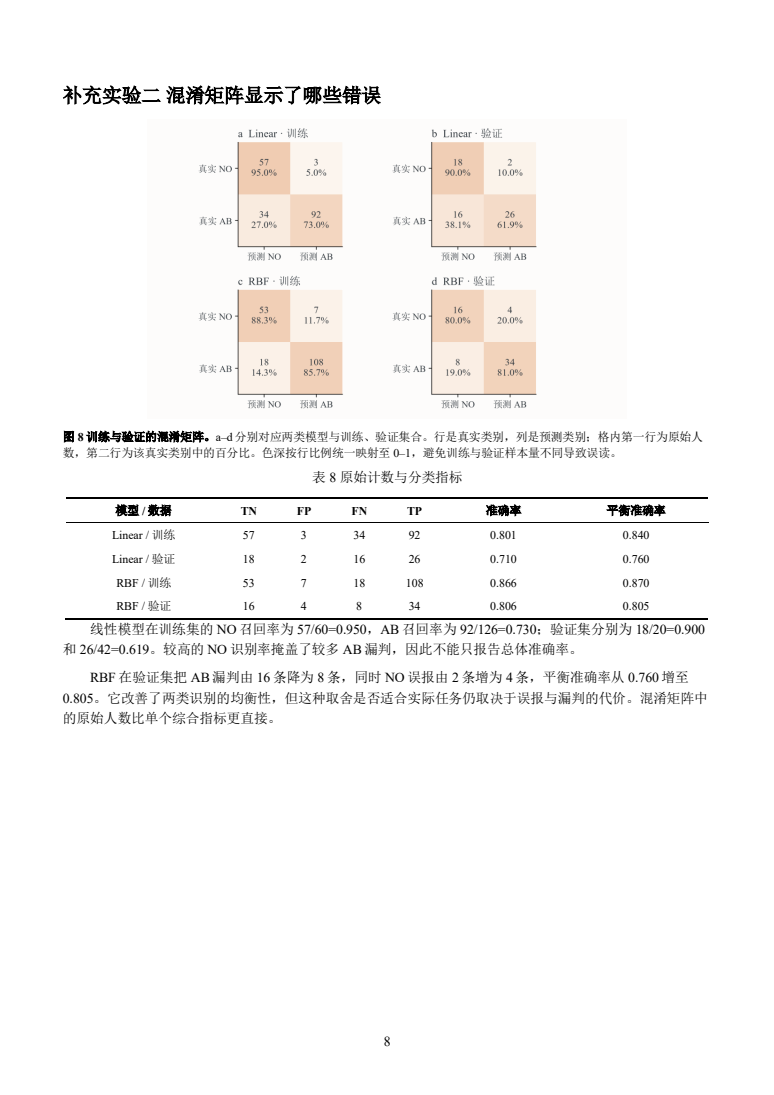 补充实验二 混淆矩阵显示了哪些错误
a Linear · 训练
真实 NO
57 3
95.0% 5.0%
真实 AB
34 92
27.0% 73.0%
预测 NO 预测 AB
b Linear · 验证
真实 NO
18 2
90.0% 10.0%
真实 AB
16 26
38.1% 61.9%
预测 NO 预测 AB
c RBF · 训练
真实 NO
53 7
88.3% 11.7%
真实 AB
18 108
14.3% 85.7%
预测 NO 预测 AB
d RBF · 验证
真实 NO
16 4
80.0% 20.0%
真实 AB
8 34
19.0% 81.0%
预测 NO 预测 AB
图 8 训练与验证的混淆矩阵。a–d 分别对应两类模型与训练、验证集合。行是真实类别，列是预测类别；格内第一行为原始人
数，第二行为该真实类别中的百分比。色深按行比例统一映射至 0–1，避免训练与验证样本量不同导致误读。
表 8 原始计数与分类指标
模型 / 数据 TN FP FN TP 准确率 平衡准确率
Linear / 训练 57 3 34 92 0.801 0.840
Linear / 验证 18 2 16 26 0.710 0.760
RBF / 训练 53 7 18 108 0.866 0.870
RBF / 验证 16 4 8 34 0.806 0.805
线性模型在训练集的 NO 召回率为 57/60=0.950，AB 召回率为 92/126=0.730；验证集分别为 18/20=0.900
和 26/42=0.619。较高的 NO 识别率掩盖了较多 AB 漏判，因此不能只报告总体准确率。
RBF 在验证集把 AB 漏判由 16 条降为 8 条，同时 NO 误报由 2 条增为 4 条，平衡准确率从 0.760 增至
0.805。它改善了两类识别的均衡性，但这种取舍是否适合实际任务仍取决于误报与漏判的代价。混淆矩阵中
的原始人数比单个综合指标更直接。
8